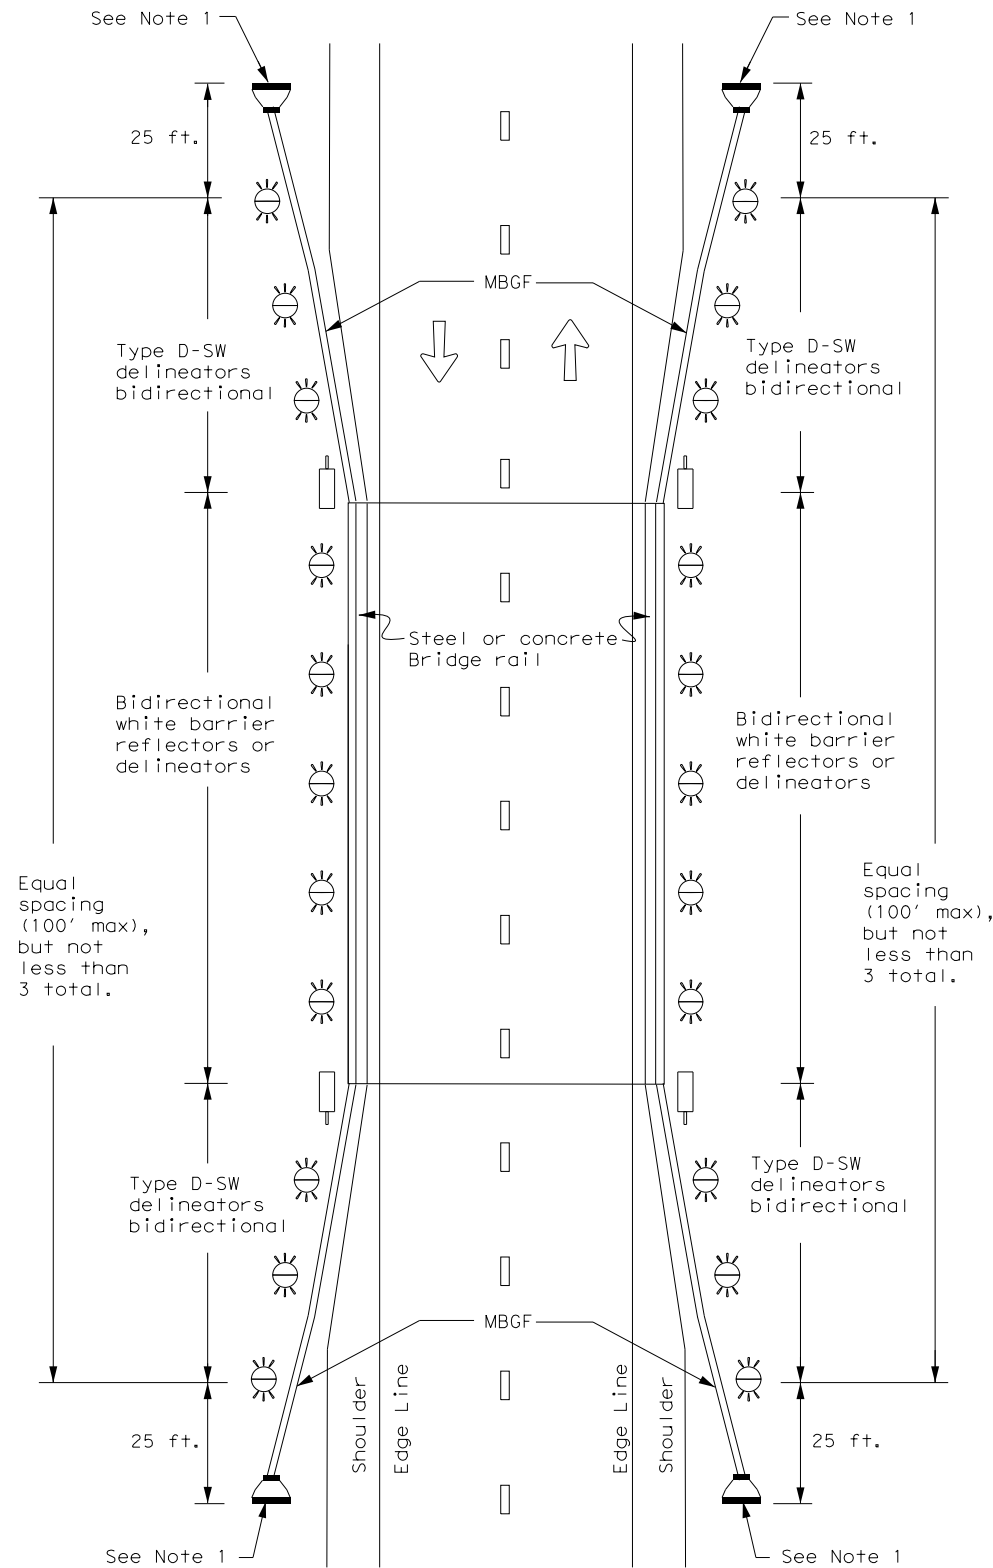 See Note 1
See Note 1
25 ft.
25 ft.
MBGF
Type D-SW
delineators
bidirectional
Type D-SW
delineators
bidirectional
Steel or concrete
Bridge rail
Bidirectional
white barrier
reflectors or
delineators
Bidirectional
white barrier
reflectors or
delineators
Equal
spacing
(100' max),
but not
less than
3 total.
Equal
spacing
(100' max),
but not
less than
3 total.
Type D-SW
delineators
bidirectional
Type D-SW
delineators
bidirectional
MBGF
Shoulder
Edge Line
Edge Line
Shoulder
25 ft.
25 ft.
See Note 1
See Note 1